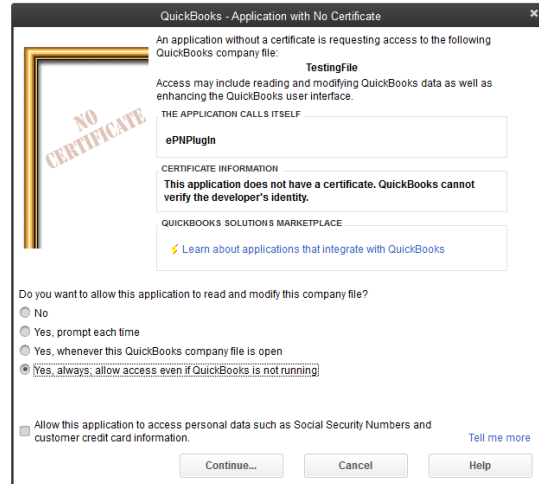 QuickBooks - Application with No Certificate
×
An application without a certificate is requesting access to the following
QuickBooks company file:
TestingFile
Access may include reading and modifying QuickBooks data as well as
enhancing the QuickBooks user interface.
NO
CERTIFICATE
THE APPLICATION CALLS ITSELF
ePNPlugIn
CERTIFICATE INFORMATION
This application does not have a certificate. QuickBooks cannot
verify the developer's identity.
QUICKBOOKS SOLUTIONS MARKETPLACE
Learn about applications that integrate with QuickBooks
Do you want to allow this application to read and modify this company file?
No
Yes, prompt each time
Yes, whenever this QuickBooks company file is open
Yes, always; allow access even if QuickBooks is not running
Allow this application to access personal data such as Social Security Numbers and
customer credit card information.
Tell me more
Continue...
Cancel
Help